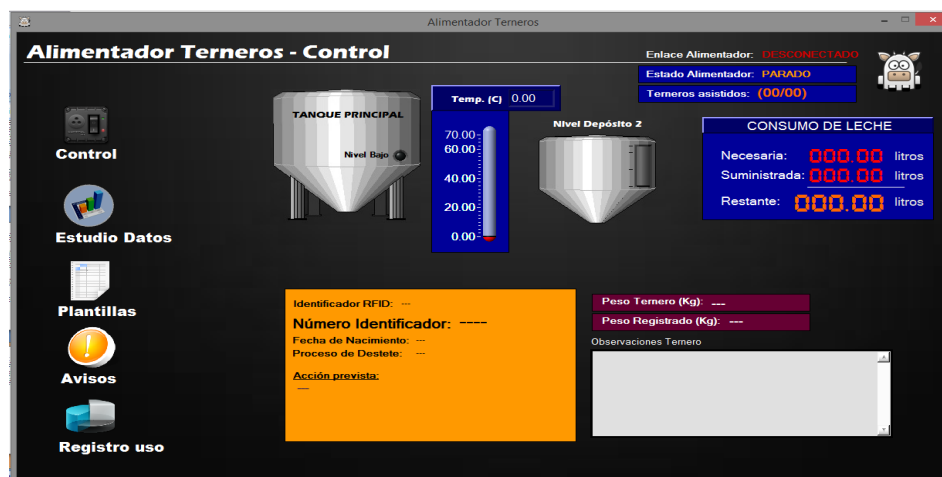 Alimentador Terneros
Alimentador Terneros - Control
Enlace Alimentador: DESCONECTADO
Estado Alimentador: PARADO
Terneros asistidos: (00/00)
Control
Estudio Datos
Plantillas
Avisos
Registro uso
TANQUE PRINCIPAL
Nivel Bajo
Temp. (C) 0.00
70.00
60.00
40.00
20.00
0.00
Nivel Depósito 2
CONSUMO DE LECHE
Necesaria: 000.00 litros
Suministrada: 000.00 litros
Restante: 000.00 litros
Identificador RFID: ---
Número Identificador: ----
Fecha de Nacimiento: ---
Proceso de Destete: ---
Acción prevista:
---
Peso Ternero (Kg): ---
Peso Registrado (Kg): ---
Observaciones Ternero